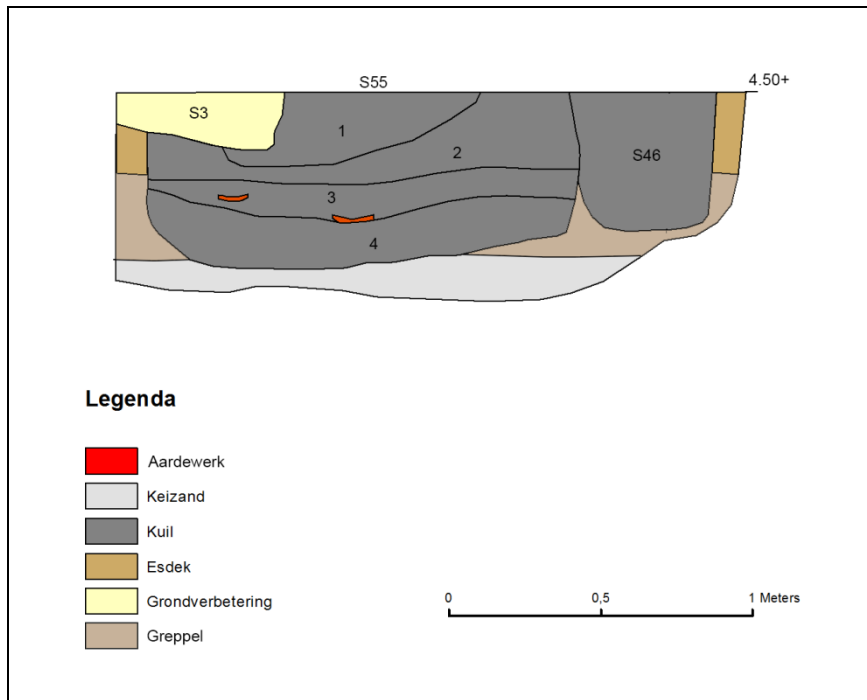 S55
4.50+
S3
1
2
S46
3
4
Legenda
Aardewerk
Keizand
Kuil
Esdek
Grondverbetering
Greppel
0 0,5 1 Meters